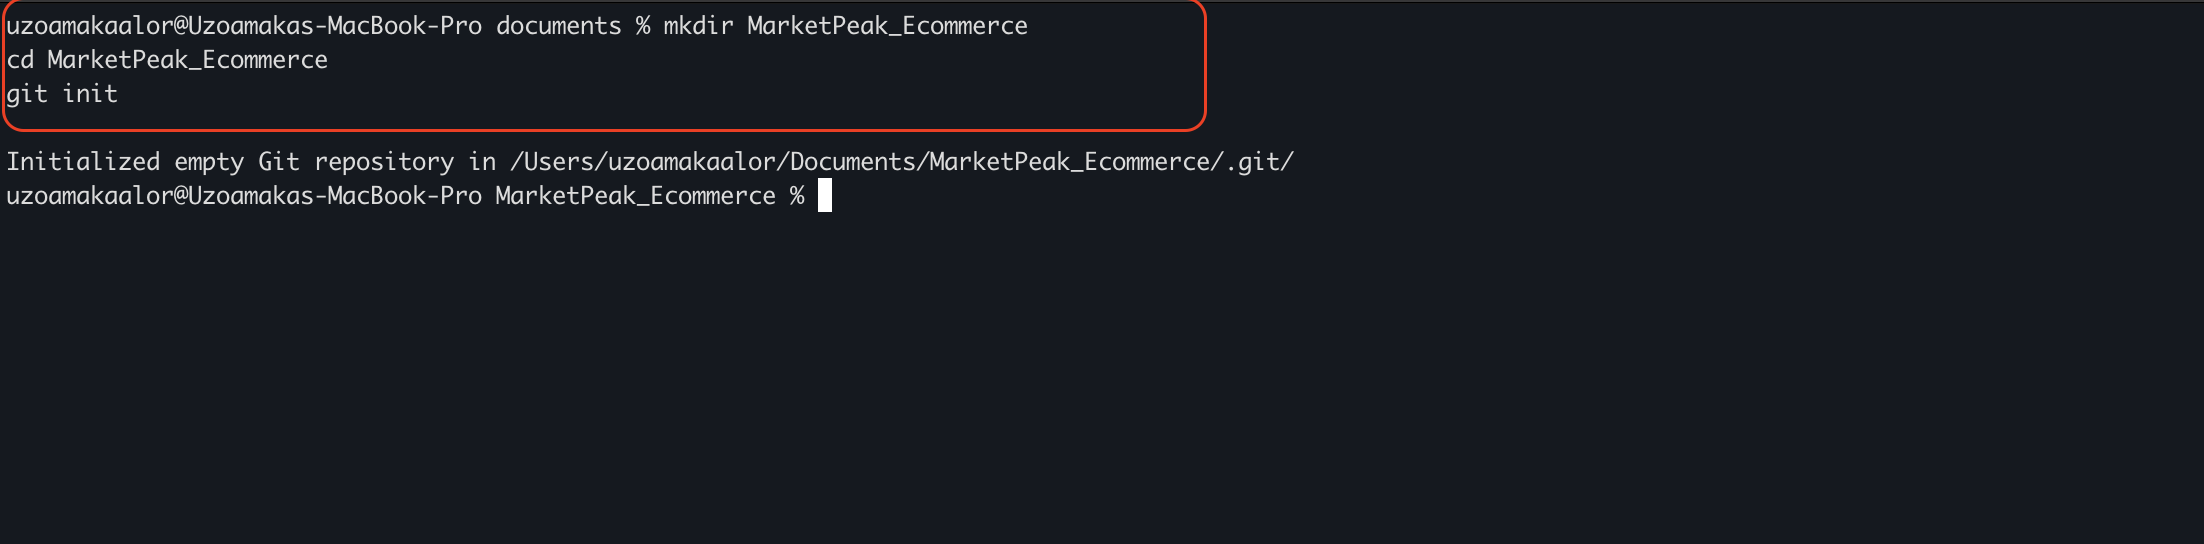 uzoamakaalor@Uzoamakas-MacBook-Pro documents % mkdir MarketPeak_Ecommerce
cd MarketPeak_Ecommerce
git init
Initialized empty Git repository in /Users/uzoamakaalor/Documents/MarketPeak_Ecommerce/.git/
uzoamakaalor@Uzoamakas-MacBook-Pro MarketPeak_Ecommerce %